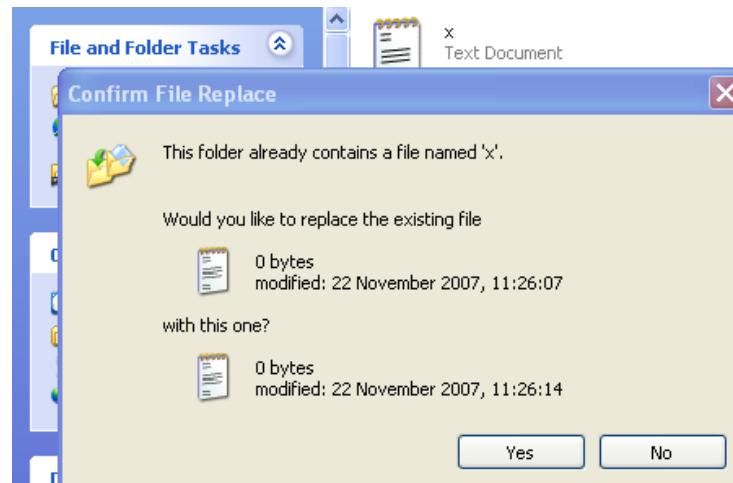 File and Folder Tasks
x
Text Document
Confirm File Replace
This folder already contains a file named 'x'.
Would you like to replace the existing file
0 bytes
modified: 22 November 2007, 11:26:07
with this one?
0 bytes
modified: 22 November 2007, 11:26:14
Yes
No